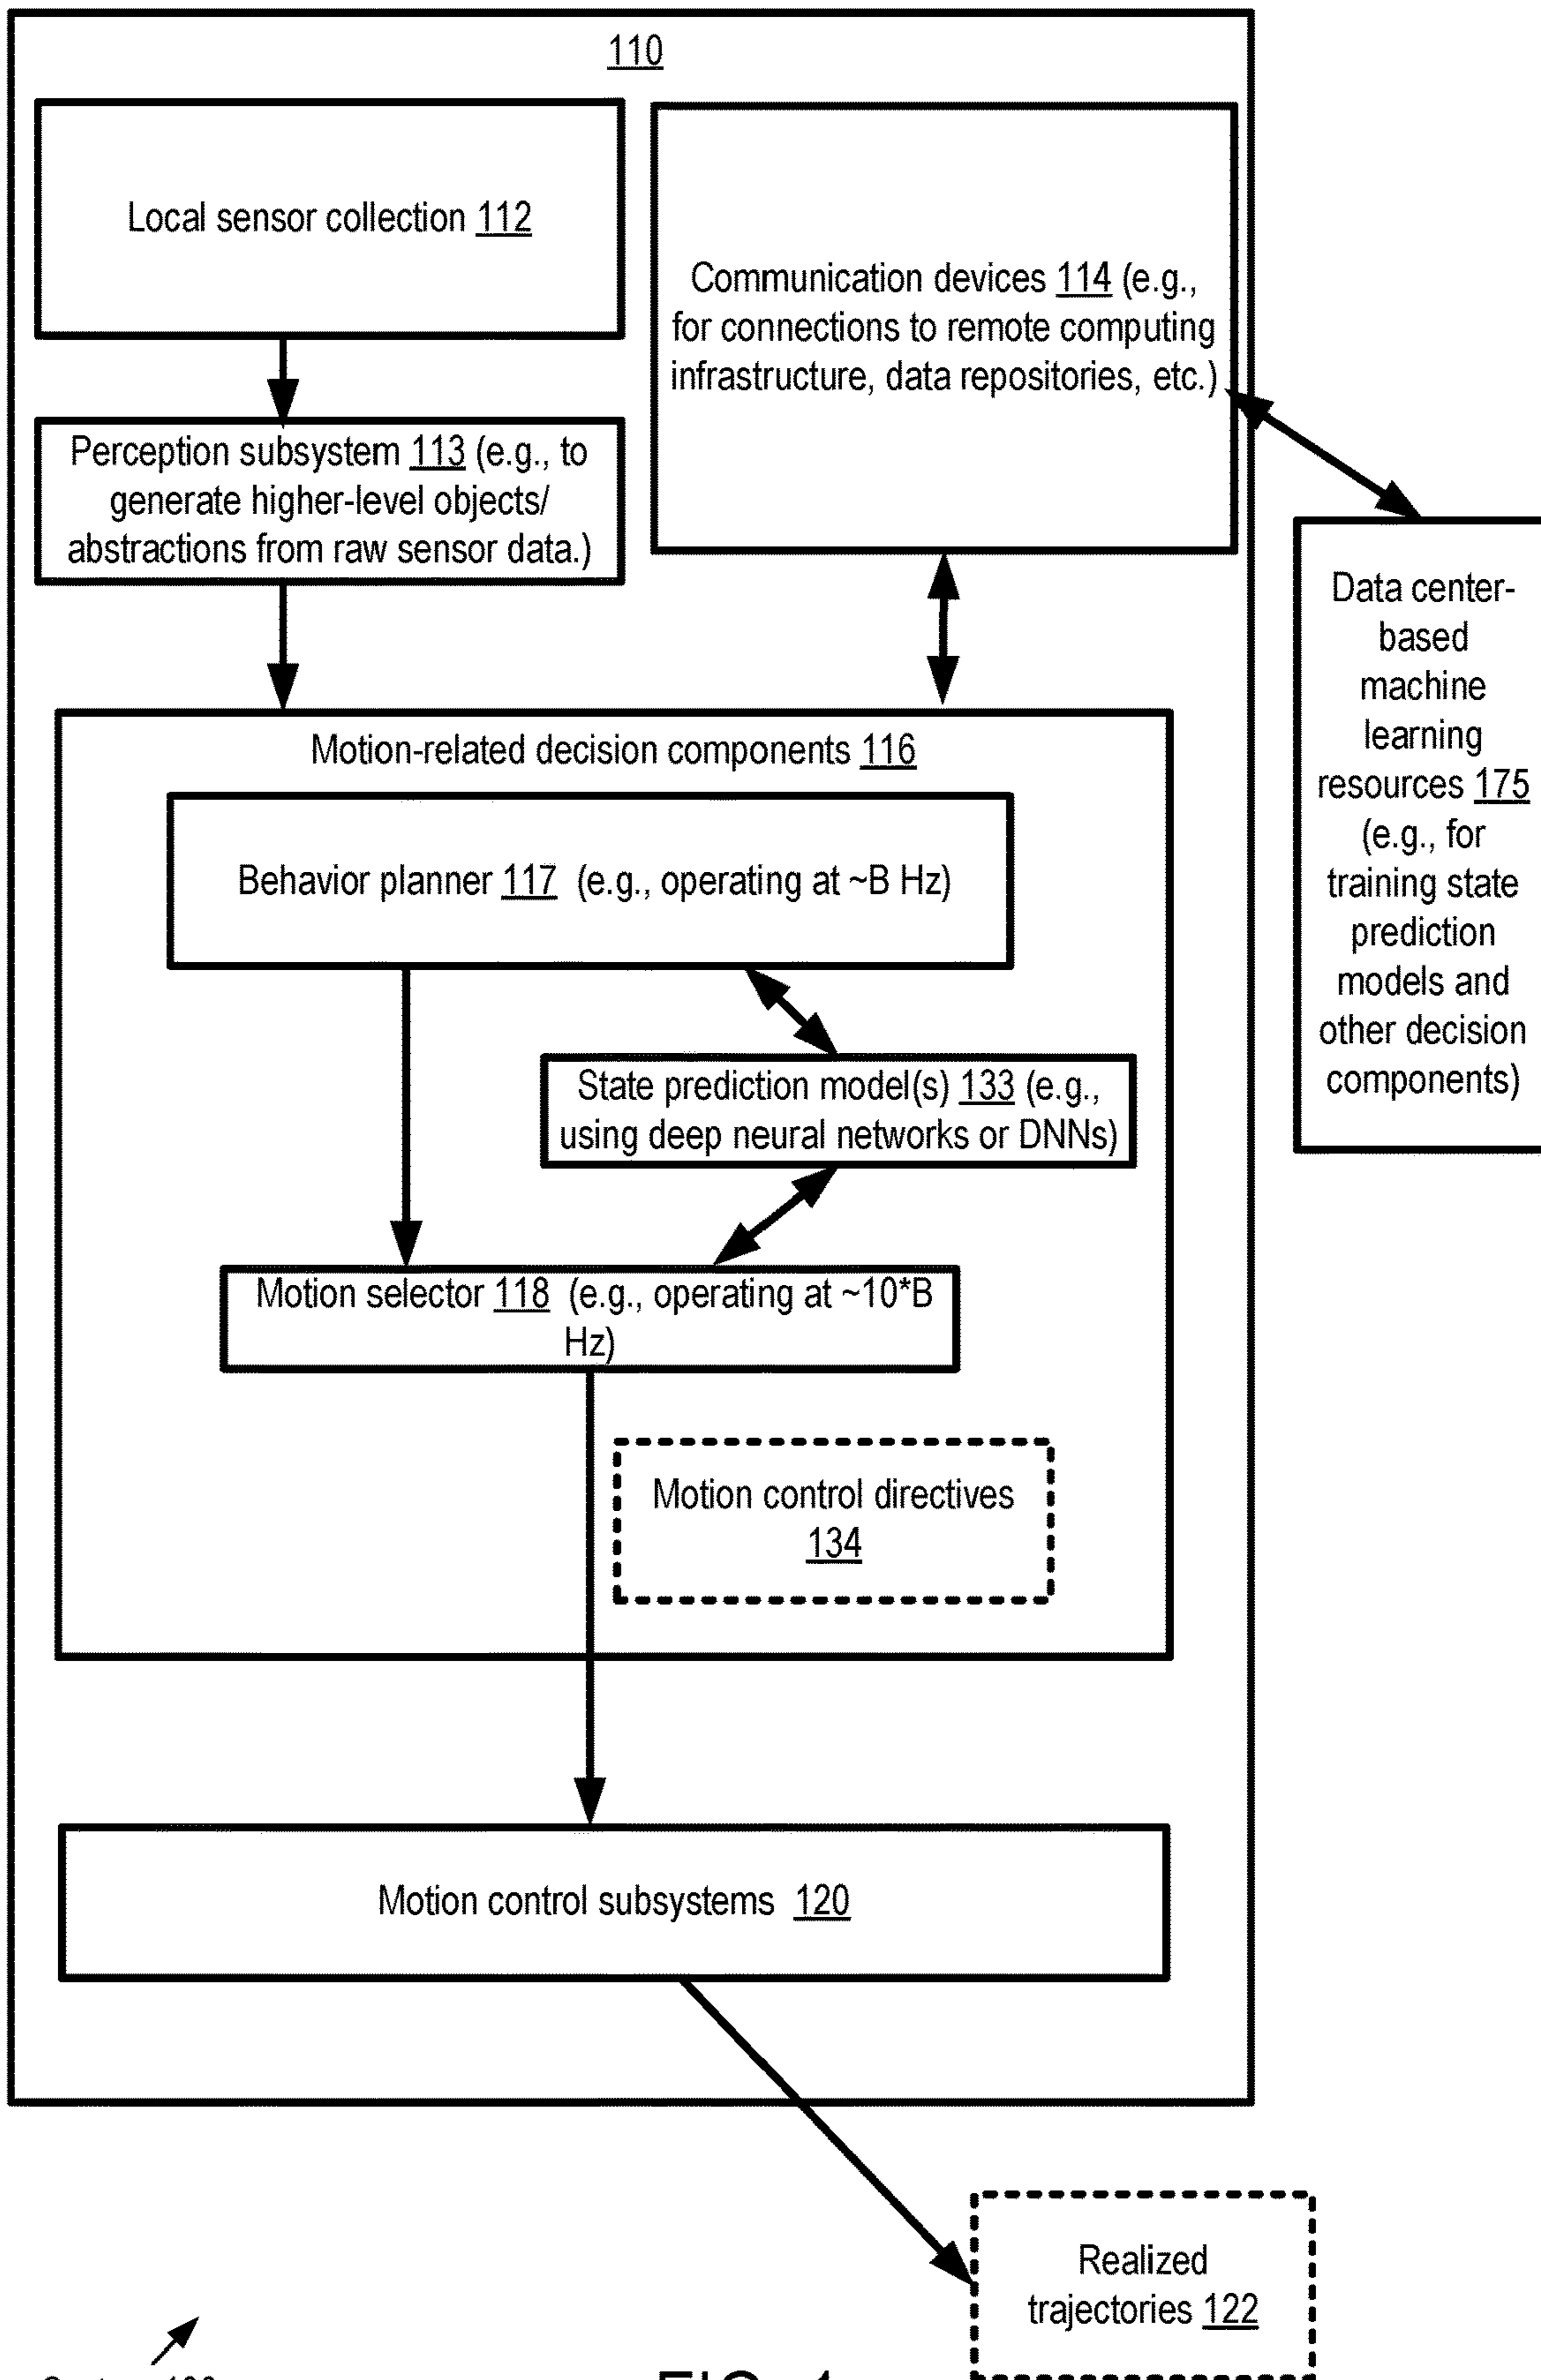 110
Local sensor collection 112
Communication devices 114 (e.g.,
for connections to remote computing
infrastructure, data repositories, etc.)
Perception subsystem 113 (e.g., to
generate higher-level objects/
abstractions from raw sensor data.)
Data center-
based
machine
learning
resources 175
(e.g., for
training state
prediction
models and
other decision
components)
Motion-related decision components 116
Behavior planner 117 (e.g., operating at ~B Hz)
State prediction model(s) 133 (e.g.,
using deep neural networks or DNNs)
Motion selector 118 (e.g., operating at ~10*B
Hz)
Motion control directives
134
Motion control subsystems 120
Realized
trajectories 122